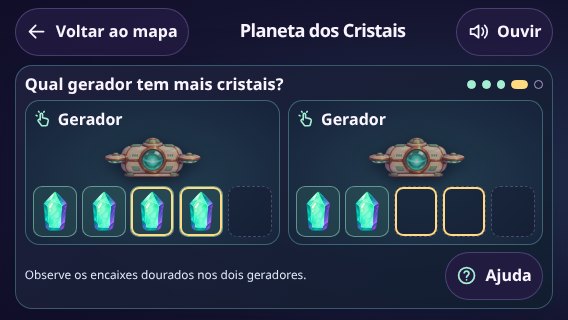 Voltar ao mapa
Planeta dos Cristais
Ouvir
Qual gerador tem mais cristais?
Gerador
Gerador
Observe os encaixes dourados nos dois geradores.
Ajuda